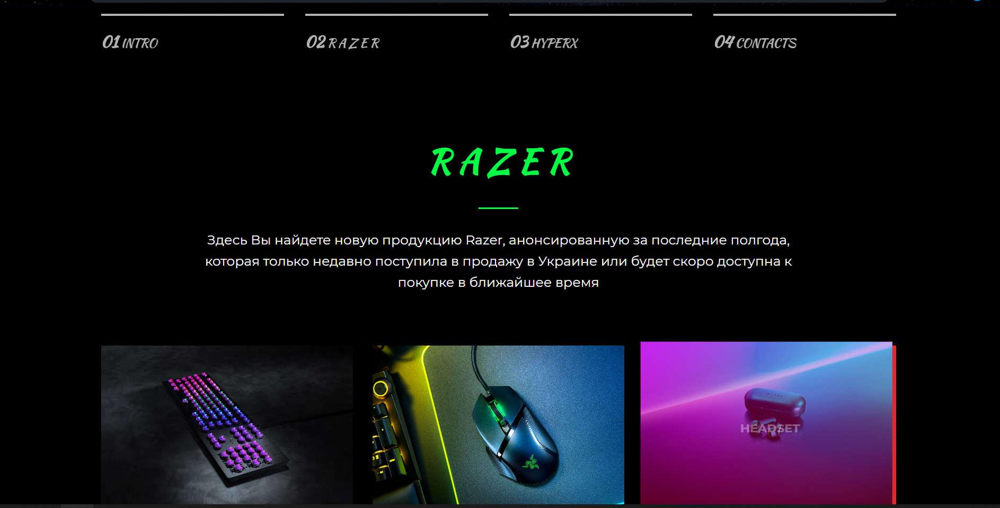 01 INTRO
02 RAZER
03 HYPERX
04 CONTACTS
RAZER
Здесь Вы найдете новую продукцию Razer, анонсированную за последние полгода,
которая только недавно поступила в продажу в Украине или будет скоро доступна к
покупке в ближайшее время
HEADSET